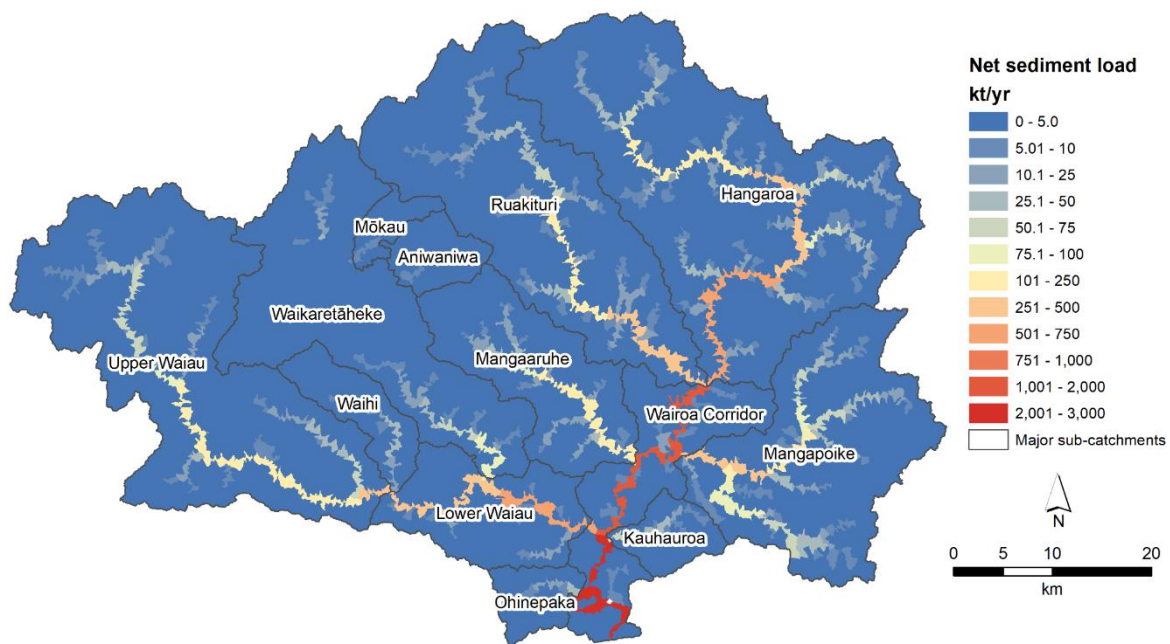 Net sediment load
kt/yr
0 - 5.0
5.01 - 10
10.1 - 25
25.1 - 50
50.1 - 75
75.1 - 100
101 - 250
251 - 500
501 - 750
751 - 1,000
1,001 - 2,000
2,001 - 3,000
Major sub-catchments
N
0 5 10 20
km
Hangaroa
Ruakituri
Mōkau
Aniwaniwa
Waikaretāheke
Upper Waiau
Mangaaruhe
Waihi
Wairoa Corridor
Mangapoike
Lower Waiau
Kauhauroa
Ohinepaka